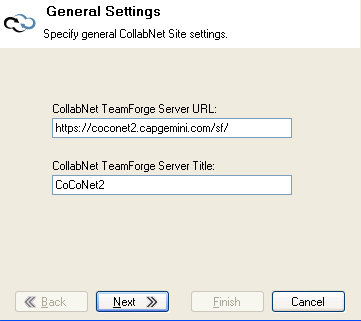 General Settings
Specify general CollabNet Site settings.
CollabNet TeamForge Server URL:
https://coconet2.capgemini.com/sf/
CollabNet TeamForge Server Title:
CoCoNet2
Back Next Finish Cancel